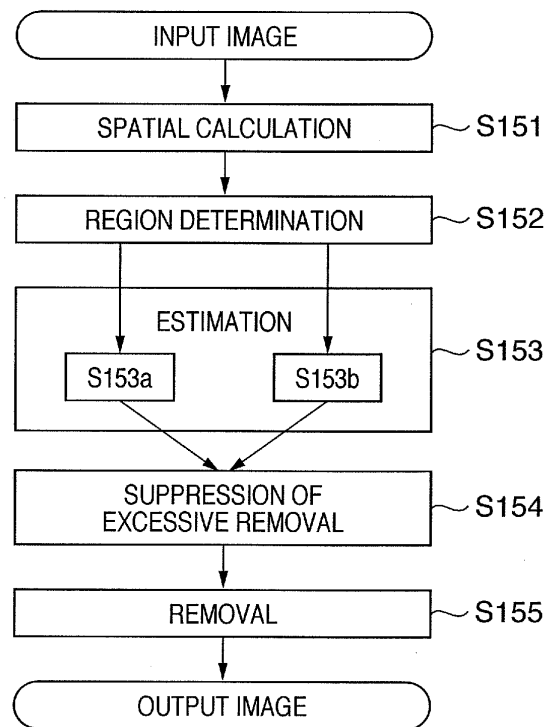 INPUT IMAGE
SPATIAL CALCULATION
S151
REGION DETERMINATION
S152
ESTIMATION
S153
S153a
S153b
SUPPRESSION OF
EXCESSIVE REMOVAL
S154
REMOVAL
S155
OUTPUT IMAGE